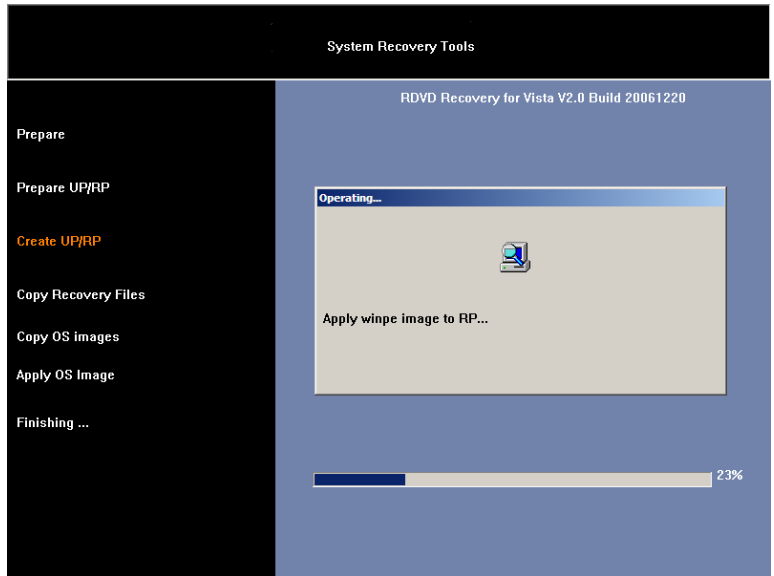 System Recovery Tools
RDVD Recovery for Vista V2.0 Build 20061220
Prepare
Prepare UP/RP
Create UP/RP
Copy Recovery Files
Copy OS images
Apply OS Image
Finishing ...
Operating...
Apply winpe image to RP...
23%